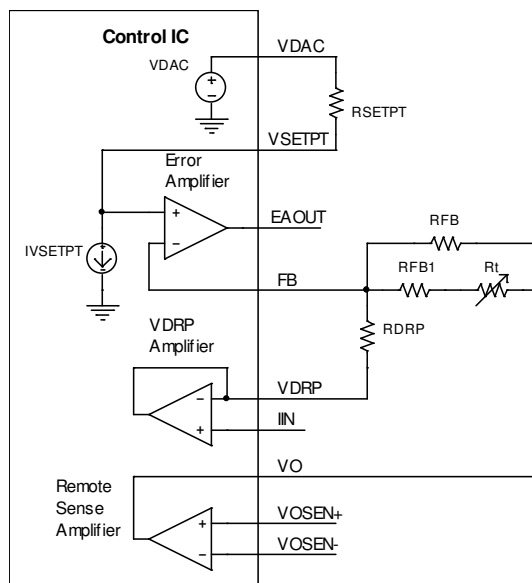 Control IC
VDAC
VDAC
+
−
RSETPT
VSETPT
Error
Amplifier
+
−
EAOUT
IVSETPT
RFB
FB
RFB1
Rt
RDRP
VDRP
Amplifier
VDRP
−
+
IIN
VO
Remote
Sense
Amplifier
+
VOSEN+
−
VOSEN-